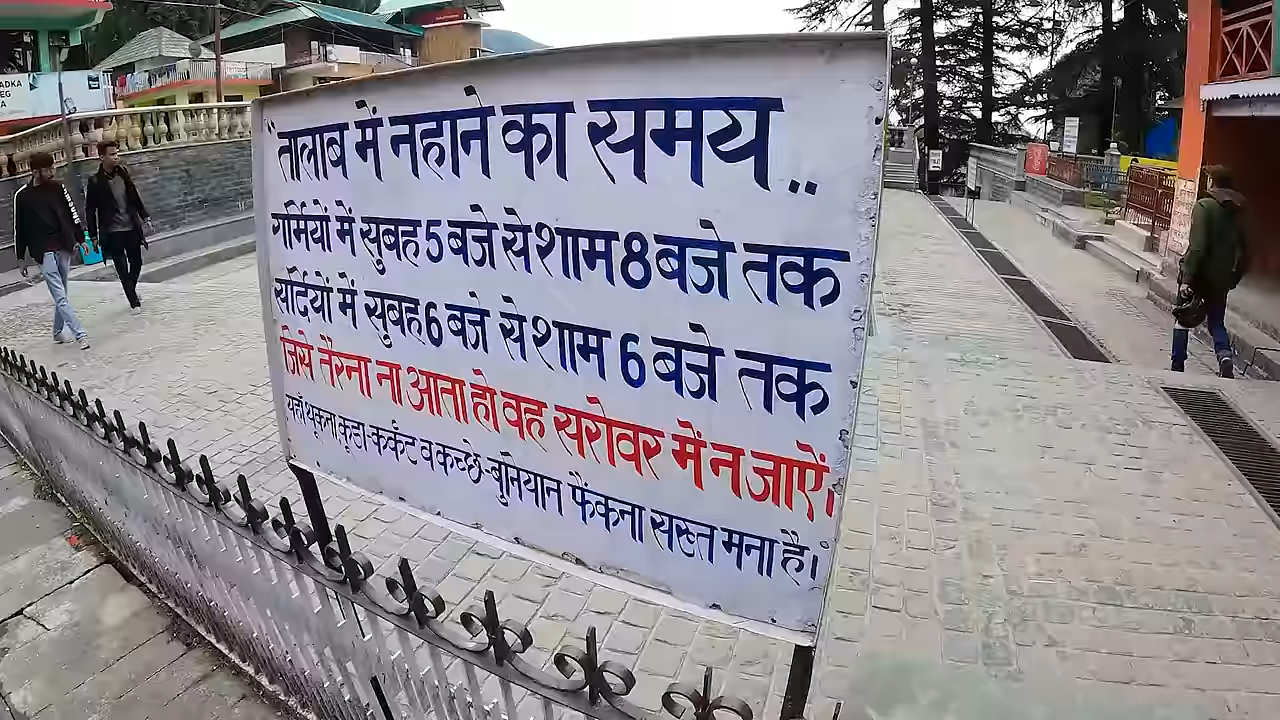 "तालाब में नहाने का समय..
गर्मियों में सुबह 5 बजे से शाम 8 बजे तक
सर्दियों में सुबह 6 बजे से शाम 6 बजे तक
जिसे तैरना ना आता हो वह सरोवर में न जाऐं।
यहाँ थूकना,कूडा-कर्कट व कच्छे-बुनियान फैंकना सख्त मना है।